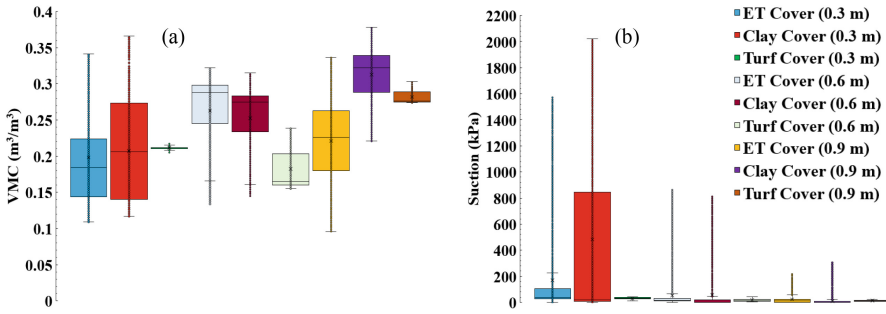 (a)
VMC (m³/m³)
0.4
0.35
0.3
0.25
0.2
0.15
0.1
0.05
0
(b)
Suction (kPa)
2200
2000
1800
1600
1400
1200
1000
800
600
400
200
0
ET Cover (0.3 m)
Clay Cover (0.3 m)
Turf Cover (0.3 m)
ET Cover (0.6 m)
Clay Cover (0.6 m)
Turf Cover (0.6 m)
ET Cover (0.9 m)
Clay Cover (0.9 m)
Turf Cover (0.9 m)